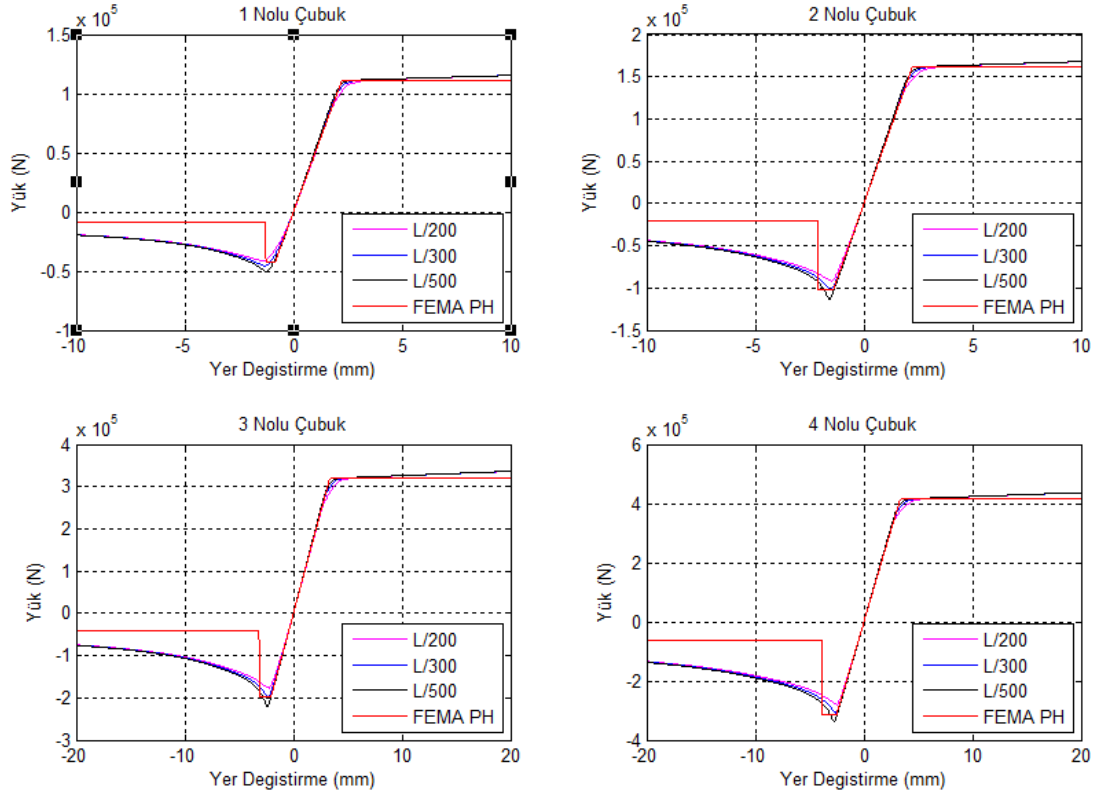 x 10^5
1 Nolu Çubuk
1.5
1
0.5
0
-0.5
-1
Yük (N)
-10
-5
0
5
10
Yer Degistirme (mm)
L/200
L/300
L/500
FEMA PH
x 10^5
2 Nolu Çubuk
2
1.5
1
0.5
0
-0.5
-1
-1.5
Yük (N)
-10
-5
0
5
10
Yer Degistirme (mm)
L/200
L/300
L/500
FEMA PH
x 10^5
3 Nolu Çubuk
4
3
2
1
0
-1
-2
-3
Yük (N)
-20
-10
0
10
20
Yer Degistirme (mm)
L/200
L/300
L/500
FEMA PH
x 10^5
4 Nolu Çubuk
6
4
2
0
-2
-4
Yük (N)
-20
-10
0
10
20
Yer Degistirme (mm)
L/200
L/300
L/500
FEMA PH